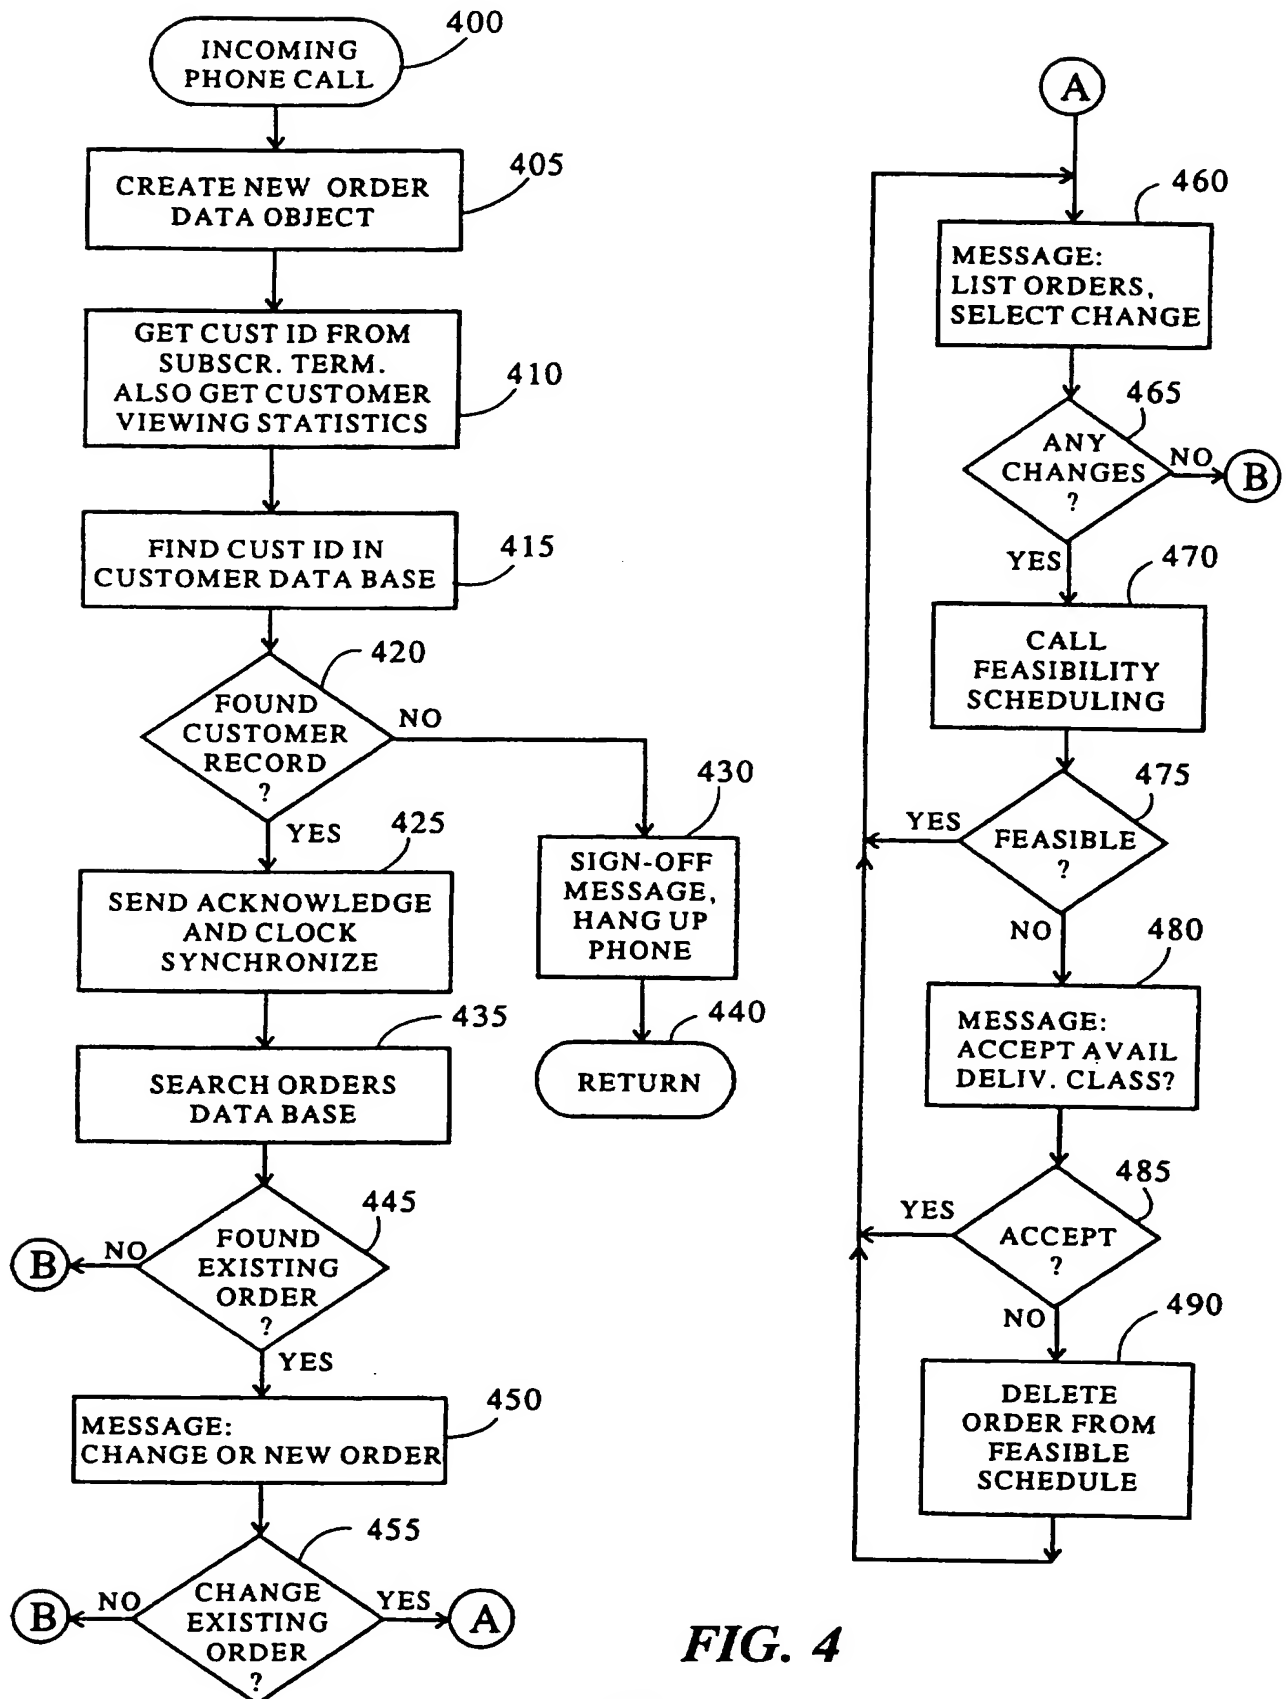 400
INCOMING
PHONE CALL
405
CREATE NEW ORDER
DATA OBJECT
GET CUST ID FROM
SUBSCR. TERM.
ALSO GET CUSTOMER
VIEWING STATISTICS
410
FIND CUST ID IN
CUSTOMER DATA BASE
415
420
FOUND
CUSTOMER
RECORD
?
NO
YES
425
SEND ACKNOWLEDGE
AND CLOCK
SYNCHRONIZE
430
SIGN-OFF
MESSAGE,
HANG UP
PHONE
435
SEARCH ORDERS
DATA BASE
440
RETURN
445
FOUND
EXISTING
ORDER
?
NO
B
YES
450
MESSAGE:
CHANGE OR NEW ORDER
455
CHANGE
EXISTING
ORDER
?
NO
B
YES
A
A
460
MESSAGE:
LIST ORDERS,
SELECT CHANGE
465
ANY
CHANGES
?
NO
B
YES
470
CALL
FEASIBILITY
SCHEDULING
475
FEASIBLE
?
YES
NO
480
MESSAGE:
ACCEPT AVAIL
DELIV. CLASS?
485
ACCEPT
?
YES
NO
490
DELETE
ORDER FROM
FEASIBLE
SCHEDULE
FIG. 4